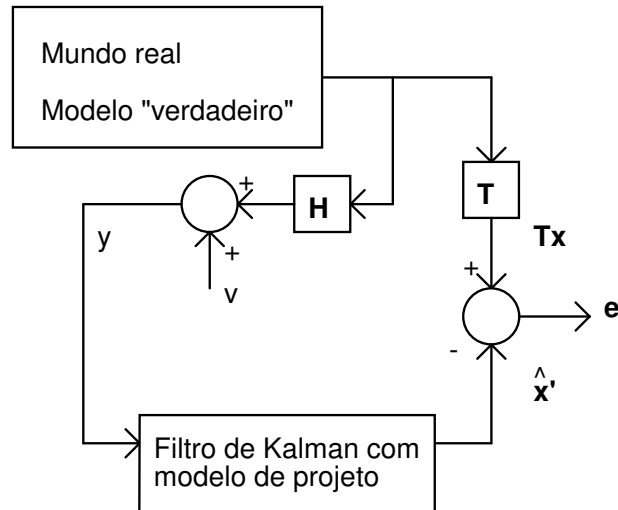 Mundo real
Modelo "verdadeiro"
T
H
+
+
y
v
Tx
+
-
e
^
x'
Filtro de Kalman com
modelo de projeto